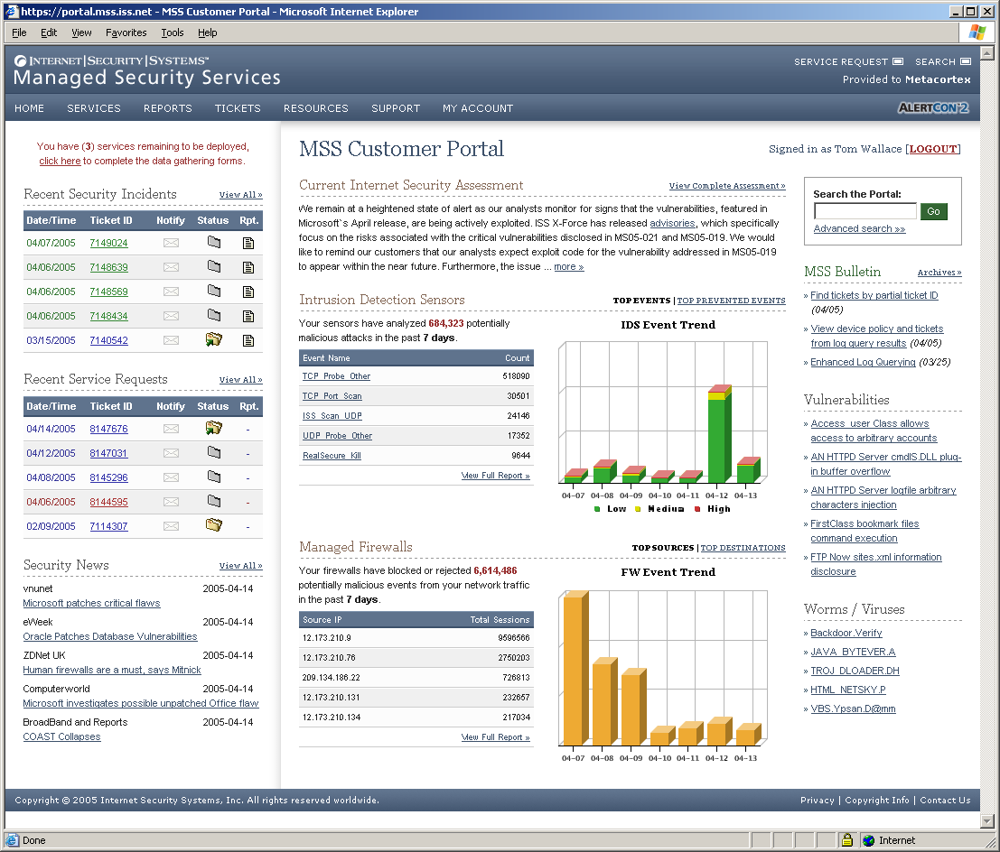 https://portal.mss.iss.net - MSS Customer Portal - Microsoft Internet Explorer
File Edit View Favorites Tools Help
INTERNET|SECURITY|SYSTEMS™
Managed Security Services
SERVICE REQUEST SEARCH
Provided to Metacortex
HOME SERVICES REPORTS TICKETS RESOURCES SUPPORT MY ACCOUNT
ALERTCON 2
You have (3) services remaining to be deployed,
click here to complete the data gathering forms.
Recent Security Incidents View All »
Date/Time Ticket ID Notify Status Rpt.
04/07/2005 7149024
04/06/2005 7148639
04/06/2005 7148569
04/06/2005 7148434
03/15/2005 7140542
Recent Service Requests View All »
Date/Time Ticket ID Notify Status Rpt.
04/14/2005 8147676 -
04/12/2005 8147031 -
04/08/2005 8145296 -
04/06/2005 8144595 -
02/09/2005 7114307 -
Security News View All »
vnunet 2005-04-14
Microsoft patches critical flaws
eWeek 2005-04-14
Oracle Patches Database Vulnerabilities
ZDNet UK 2005-04-14
Human firewalls are a must, says Mitnick
Computerworld 2005-04-14
Microsoft investigates possible unpatched Office flaw
BroadBand and Reports 2005-04-14
COAST Collapses
MSS Customer Portal
Signed in as Tom Wallace [LOGOUT]
Current Internet Security Assessment View Complete Assessment »
We remain at a heightened state of alert as our analysts monitor for signs that the vulnerabilities, featured in
Microsoft`s April release, are being actively exploited. ISS X-Force has released advisories, which specifically
focus on the risks associated with the critical vulnerabilities disclosed in MS05-021 and MS05-019. We would
like to remind our customers that our analysts expect exploit code for the vulnerability addressed in MS05-019
to appear within the near future. Furthermore, the issue ... more »
Intrusion Detection Sensors TOP EVENTS | TOP PREVENTED EVENTS
Your sensors have analyzed 684,323 potentially
malicious attacks in the past 7 days.
Event Name Count
TCP_Probe_Other 518090
TCP_Port_Scan 30501
ISS_Scan_UDP 24146
UDP_Probe_Other 17352
RealSecure_Kill 9644
View Full Report »
IDS Event Trend
04-07 04-08 04-09 04-10 04-11 04-12 04-13
Low Medium High
Managed Firewalls TOP SOURCES | TOP DESTINATIONS
Your firewalls have blocked or rejected 6,614,486
potentially malicious events from your network traffic
in the past 7 days.
Source IP Total Sessions
12.173.210.9 9596566
12.173.210.76 2750203
209.134.186.22 726813
12.173.210.131 232657
12.173.210.134 217034
View Full Report »
FW Event Trend
04-07 04-08 04-09 04-10 04-11 04-12 04-13
Search the Portal:
Go
Advanced search >>
MSS Bulletin Archives »
» Find tickets by partial ticket ID
(04/05)
» View device policy and tickets
from log query results (04/05)
» Enhanced Log Querying (03/25)
Vulnerabilities
» Access_user Class allows
access to arbitrary accounts
» AN HTTPD Server cmdIS.DLL plug-
in buffer overflow
» AN HTTPD Server logfile arbitrary
characters injection
» FirstClass bookmark files
command execution
» FTP Now sites.xml information
disclosure
Worms / Viruses
» Backdoor.Verify
» JAVA_BYTEVER.A
» TROJ_DLOADER.DH
» HTML_NETSKY.P
» VBS.Ypsan.D@mm
Copyright © 2005 Internet Security Systems, Inc. All rights reserved worldwide.
Privacy | Copyright Info | Contact Us
Done Internet